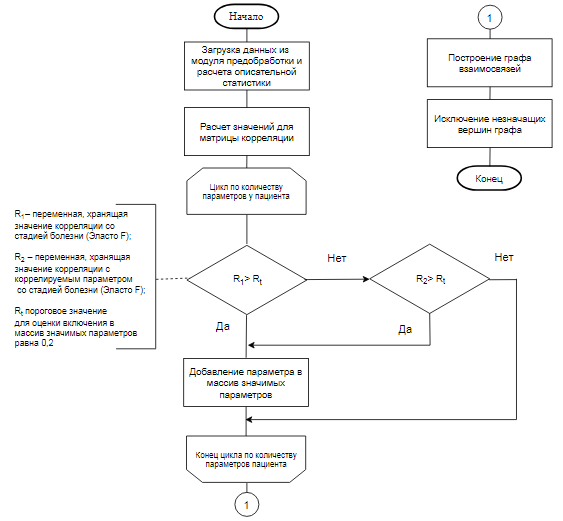 Начало
Загрузка данных из
модуля предобработки и
расчета описательной
статистики
Расчет значений для
матрицы корреляции
Цикл по количеству
параметров у пациента
R1– переменная, хранящая
значение корреляции со
стадией болезни (Эласто F);
R2 – переменная, хранящая
значение корреляции с
коррелируемым параметром
со стадией болезни (Эласто F);
Rt пороговое значение
для оценки включения в
массив значимых параметров
равна 0,2
R1> Rt
Нет
Да
R2> Rt
Нет
Да
Добавление параметра в
массив значимых
параметров
Конец цикла по количеству
параметров пациента
1
1
Построение графа
взаимосвязей
Исключение незначащих
вершин графа
Конец